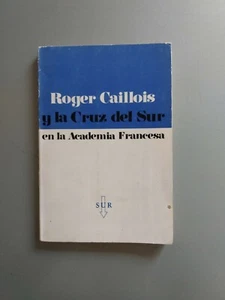 Roger Caillois
y la Cruz del Sur
en la Academia Francesa
SUR